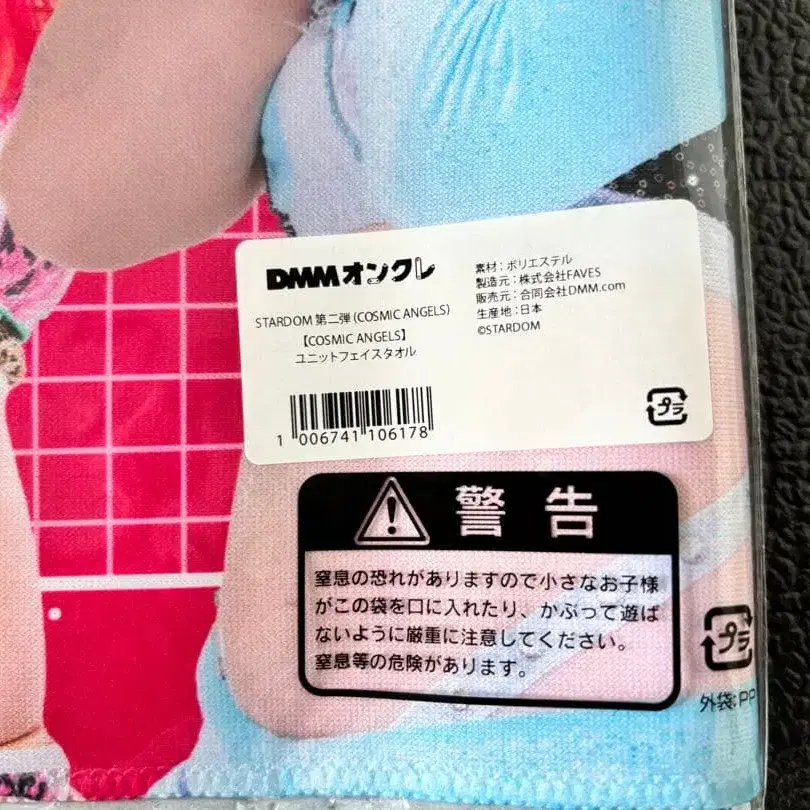 DMMオンクレ
STARDOM 第二弾 (COSMIC ANGELS)
【COSMIC ANGELS】
ユニットフェイスタオル
1 006741 106178
素材：ポリエステル
製造元：株式会社FAVES
販売元：合同会社DMM.com
生産地：日本
©STARDOM
プラ
警告
窒息の恐れがありますので小さなお子様
がこの袋を口に入れたり、かぶって遊ば
ないように厳重に注意してください。
窒息等の危険があります。
プラ
外袋：PP